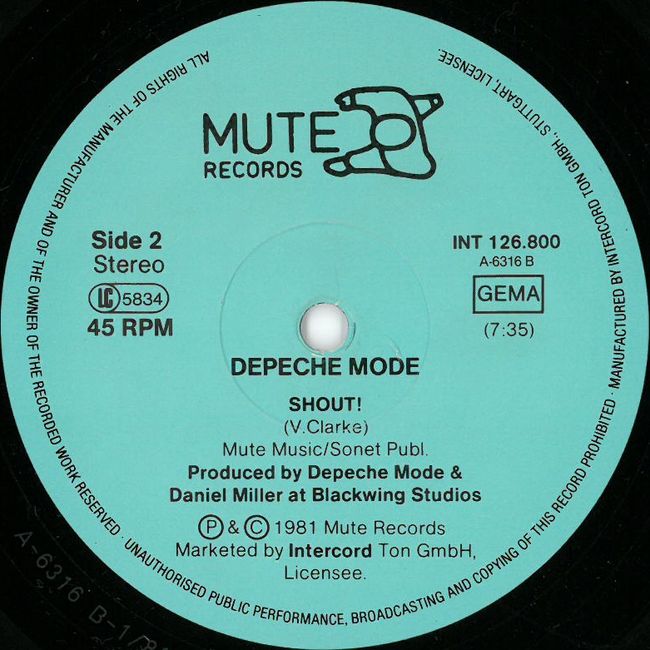 MUTE
RECORDS
Side 2
Stereo
LC 5834
45 RPM
INT 126.800
A-6316 B
GEMA
(7:35)
DEPECHE MODE
SHOUT!
(V.Clarke)
Mute Music/Sonet Publ.
Produced by Depeche Mode &
Daniel Miller at Blackwing Studios
Ⓟ & © 1981 Mute Records
Marketed by Intercord Ton GmbH,
Licensee.
ALL RIGHTS OF THE MANUFACTURER AND OF THE OWNER OF THE RECORDED WORK RESERVED · UNAUTHORISED PUBLIC PERFORMANCE, BROADCASTING AND COPYING OF THIS RECORD PROHIBITED · MANUFACTURED BY INTERCORD TON GMBH., STUTTGART, LICENSEE.
A-6316 B-1/81